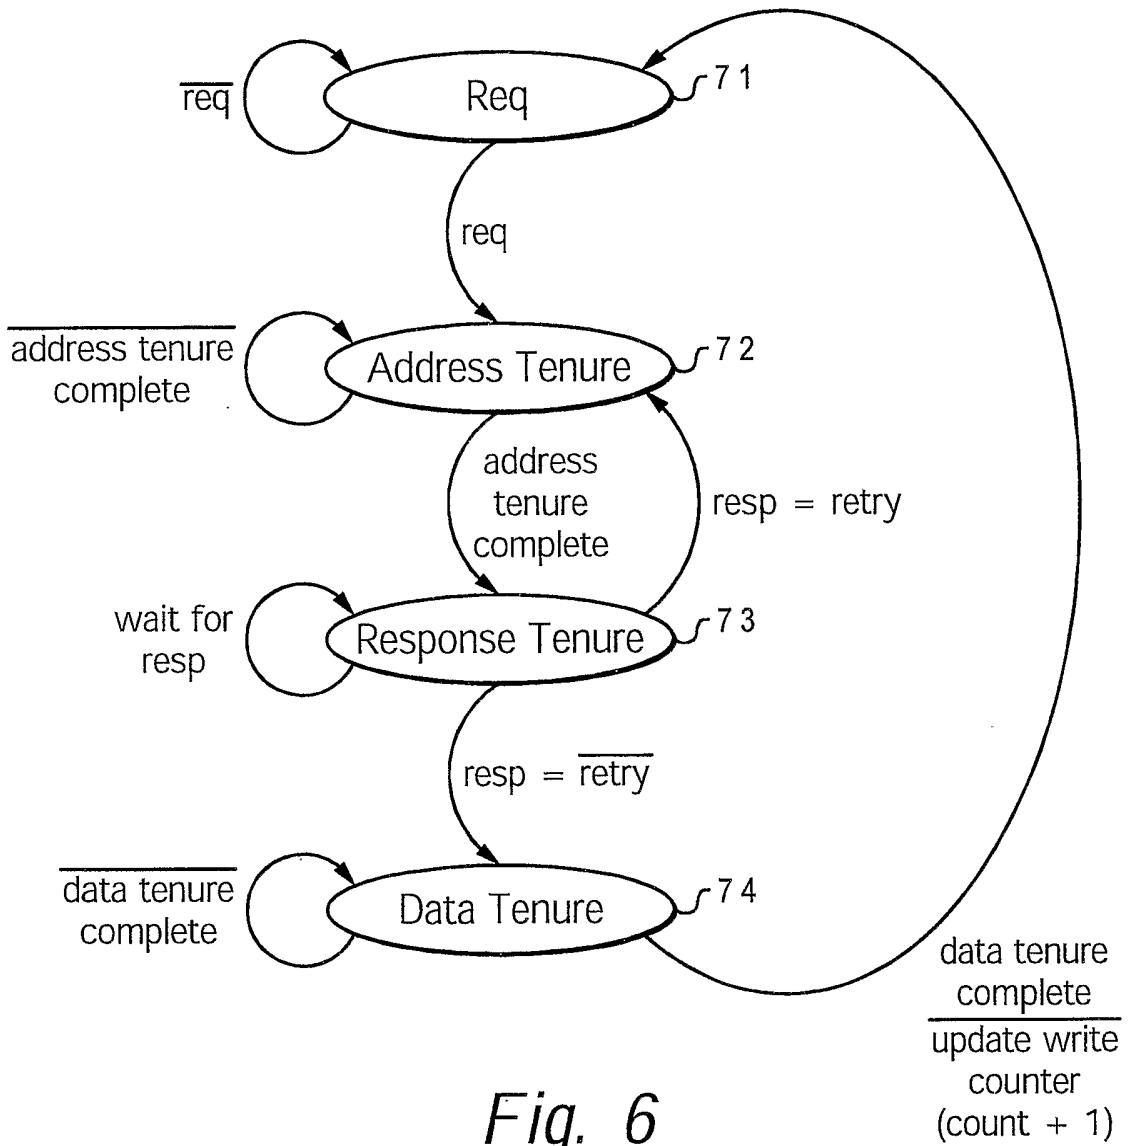 71
Req
req
req
address tenure
complete
Address Tenure
72
address
tenure
complete
resp = retry
wait for
resp
Response Tenure
73
resp = retry
data tenure
complete
Data Tenure
74
data tenure
complete
update write
counter
(count + 1)
Fig. 6